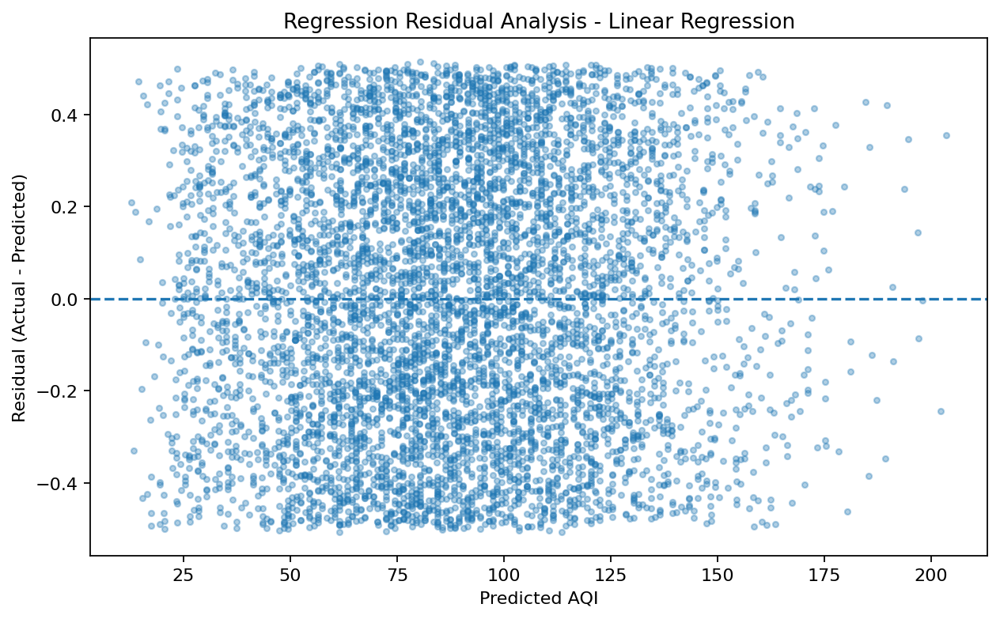 Regression Residual Analysis - Linear Regression
Residual (Actual - Predicted)
0.4
0.2
0.0
−0.2
−0.4
25 50 75 100 125 150 175 200
Predicted AQI